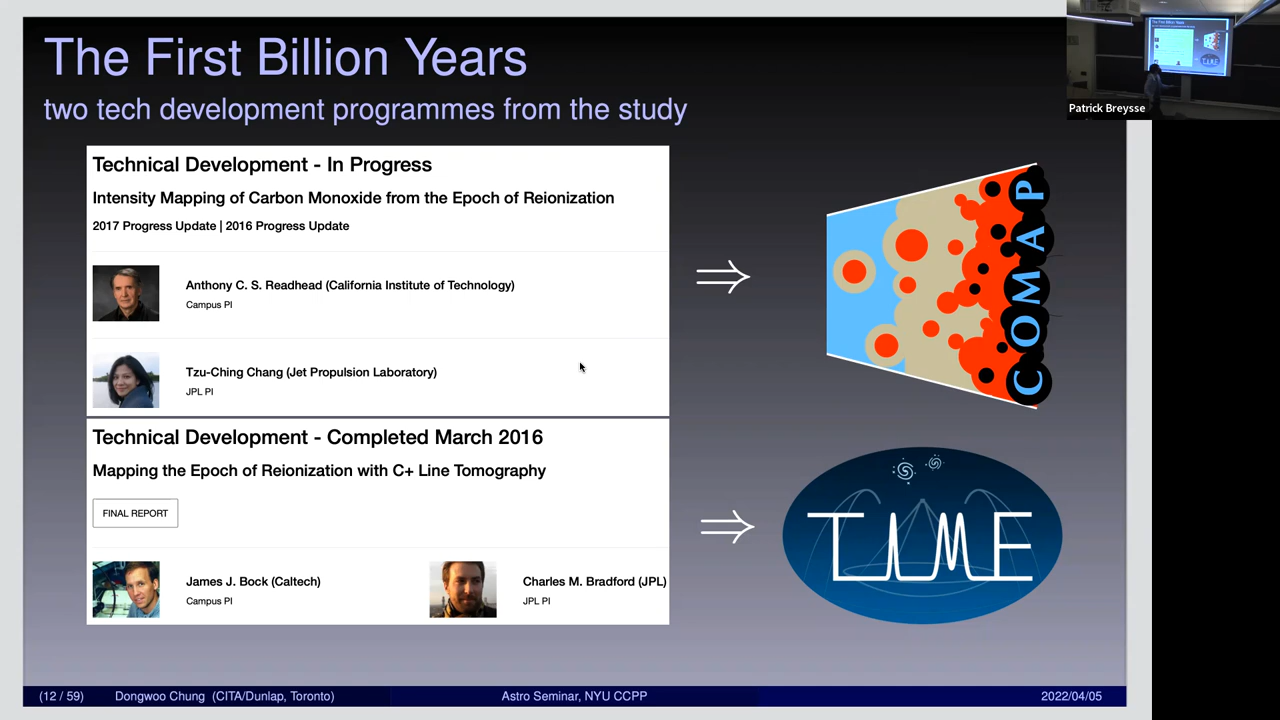 The First Billion Years
two tech development programmes from the study
Patrick Breysse
Technical Development - In Progress
Intensity Mapping of Carbon Monoxide from the Epoch of Reionization
2017 Progress Update | 2016 Progress Update
Anthony C. S. Readhead (California Institute of Technology)
Campus PI
Tzu-Ching Chang (Jet Propulsion Laboratory)
JPL PI
COMAP
Technical Development - Completed March 2016
Mapping the Epoch of Reionization with C+ Line Tomography
FINAL REPORT
James J. Bock (Caltech)
Campus PI
Charles M. Bradford (JPL)
JPL PI
TIME
(12 / 59) Dongwoo Chung (CITA/Dunlap, Toronto) Astro Seminar, NYU CCPP 2022/04/05